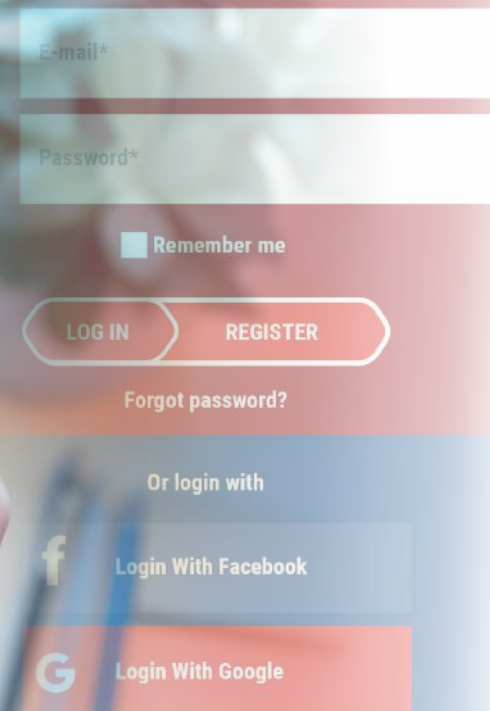 E-mail*
Password*
Remember me
LOG IN REGISTER
Forgot password?
Or login with
f Login With Facebook
G Login With Google